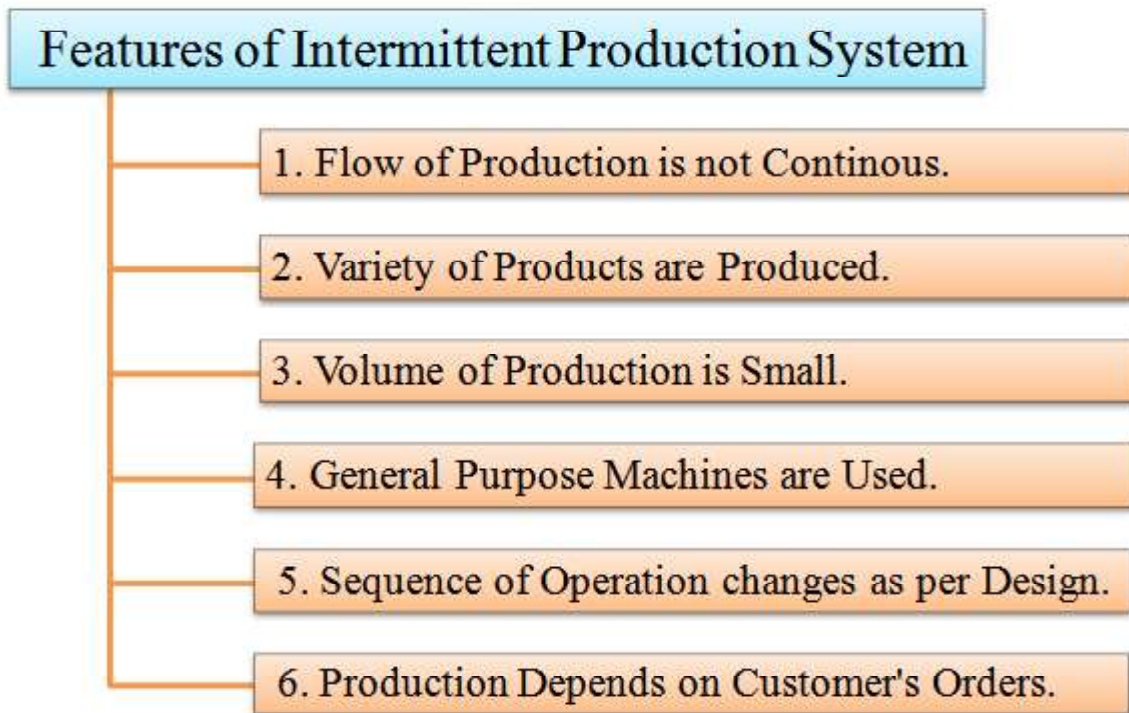 Features of Intermittent Production System
1. Flow of Production is not Continous.
2. Variety of Products are Produced.
3. Volume of Production is Small.
4. General Purpose Machines are Used.
5. Sequence of Operation changes as per Design.
6. Production Depends on Customer's Orders.